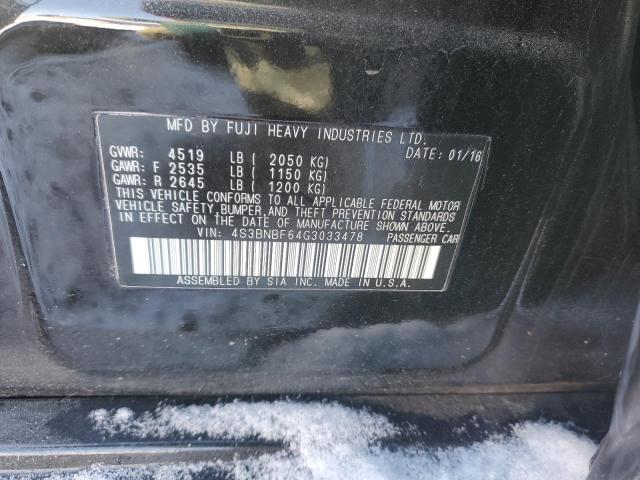 MFD BY FUJI HEAVY INDUSTRIES LTD.
GVWR: 4519 LB ( 2050 KG) DATE: 01/16
GAWR: F 2535 LB ( 1150 KG)
GAWR: R 2645 LB ( 1200 KG)
THIS VEHICLE CONFORMS TO ALL APPLICABLE FEDERAL MOTOR
VEHICLE SAFETY,BUMPER,AND THEFT PREVENTION STANDARDS
IN EFFECT ON THE DATE OF MANUFACTURE SHOWN ABOVE.
VIN: 4S3BNBF64G3033478 PASSENGER CAR
ASSEMBLED BY SIA INC. MADE IN U.S.A.